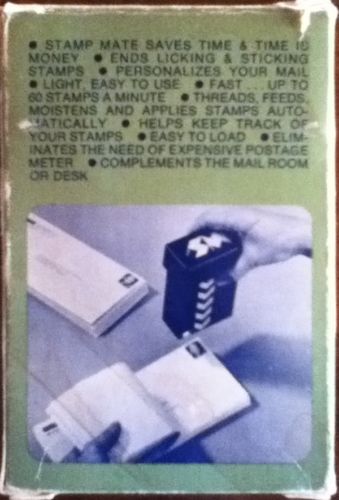 • STAMP MATE SAVES TIME & TIME IS
MONEY • ENDS LICKING & STICKING
STAMPS • PERSONALIZES YOUR MAIL
• LIGHT, EASY TO USE • FAST ... UP TO
60 STAMPS A MINUTE • THREADS, FEEDS,
MOISTENS AND APPLIES STAMPS AUTO-
MATICALLY • HELPS KEEP TRACK OF
YOUR STAMPS • EASY TO LOAD • ELIM-
INATES THE NEED OF EXPENSIVE POSTAGE
METER • COMPLEMENTS THE MAIL ROOM
OR DESK